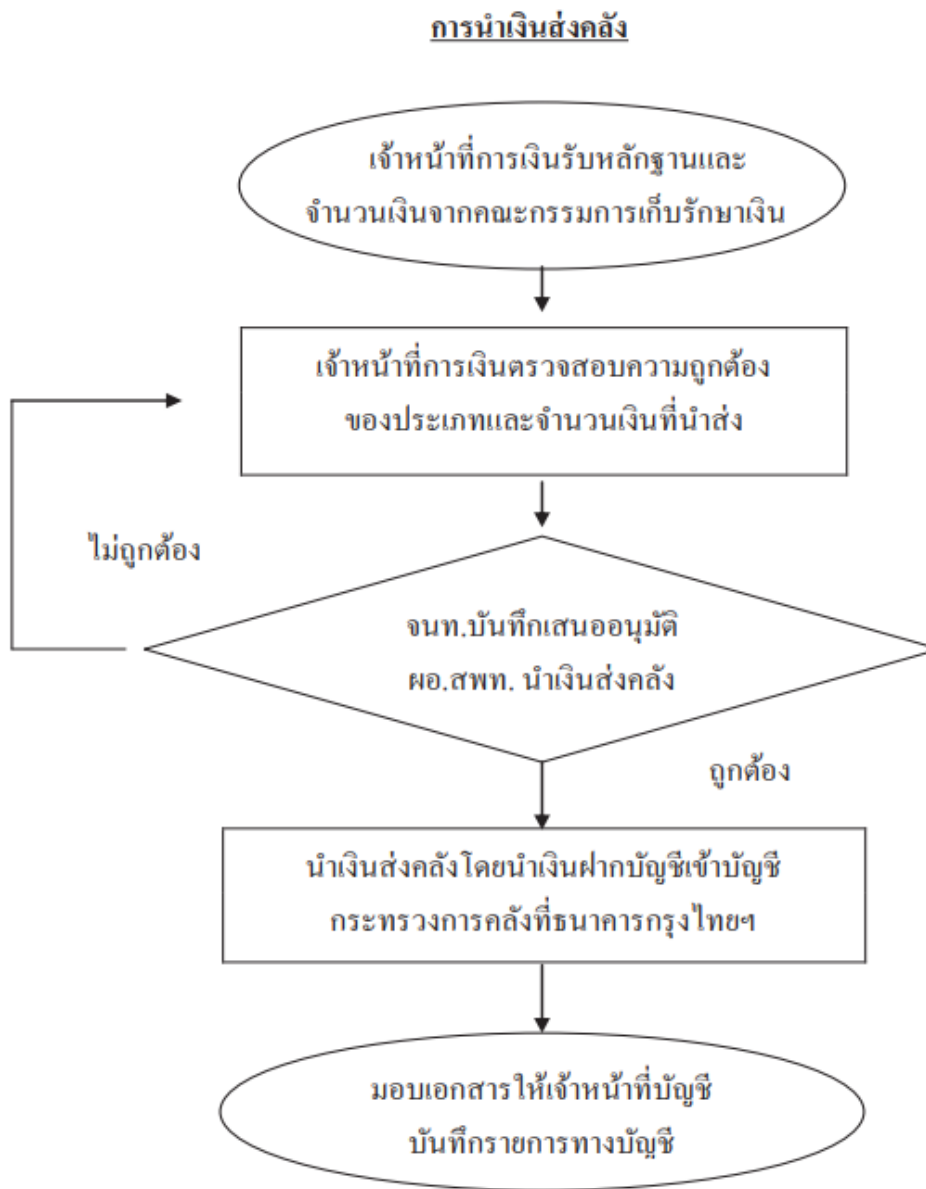 การนำเงินส่งคลัง
เจ้าหน้าที่การเงินรับหลักฐานและ
จำนวนเงินจากคณะกรรมการเก็บรักษาเงิน
เจ้าหน้าที่การเงินตรวจสอบความถูกต้อง
ของประเภทและจำนวนเงินที่นำส่ง
ไม่ถูกต้อง
จนท.บันทึกเสนออนุมัติ
ผอ.สพท. นำเงินส่งคลัง
ถูกต้อง
นำเงินส่งคลังโดยนำเงินฝากบัญชีเข้าบัญชี
กระทรวงการคลังที่ธนาคารกรุงไทยฯ
มอบเอกสารให้เจ้าหน้าที่บัญชี
บันทึกรายการทางบัญชี